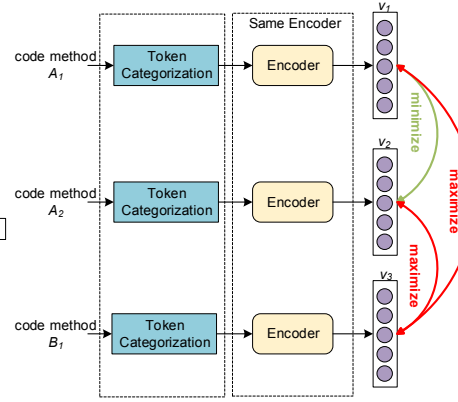 Same Encoder
v1
code method
A1
Token
Categorization
Encoder
minimize
v2
code method
A2
Token
Categorization
Encoder
maximize
maximize
v3
code method
B1
Token
Categorization
Encoder